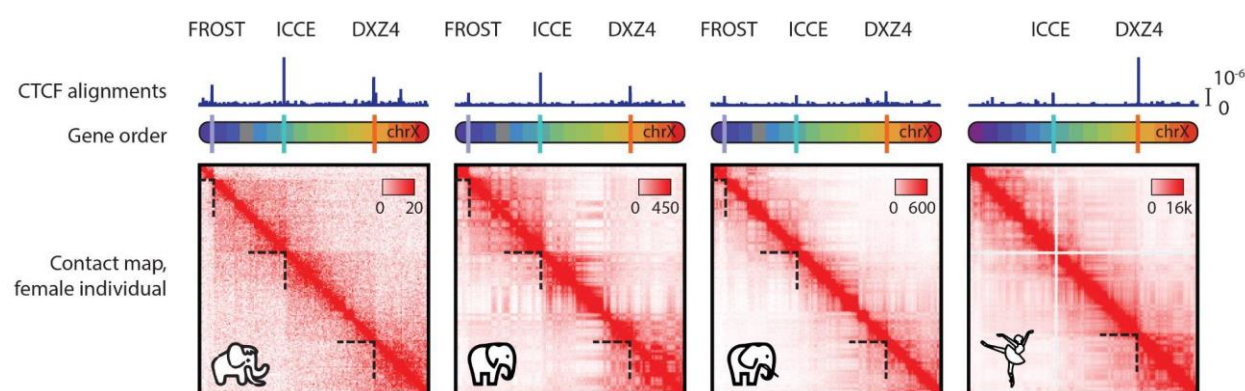 FROST ICCE DXZ4 FROST ICCE DXZ4 FROST ICCE DXZ4 ICCE DXZ4
CTCF alignments
10-6
0
Gene order
chrX chrX chrX chrX
0 20 0 450 0 600 0 16k
Contact map,
female individual